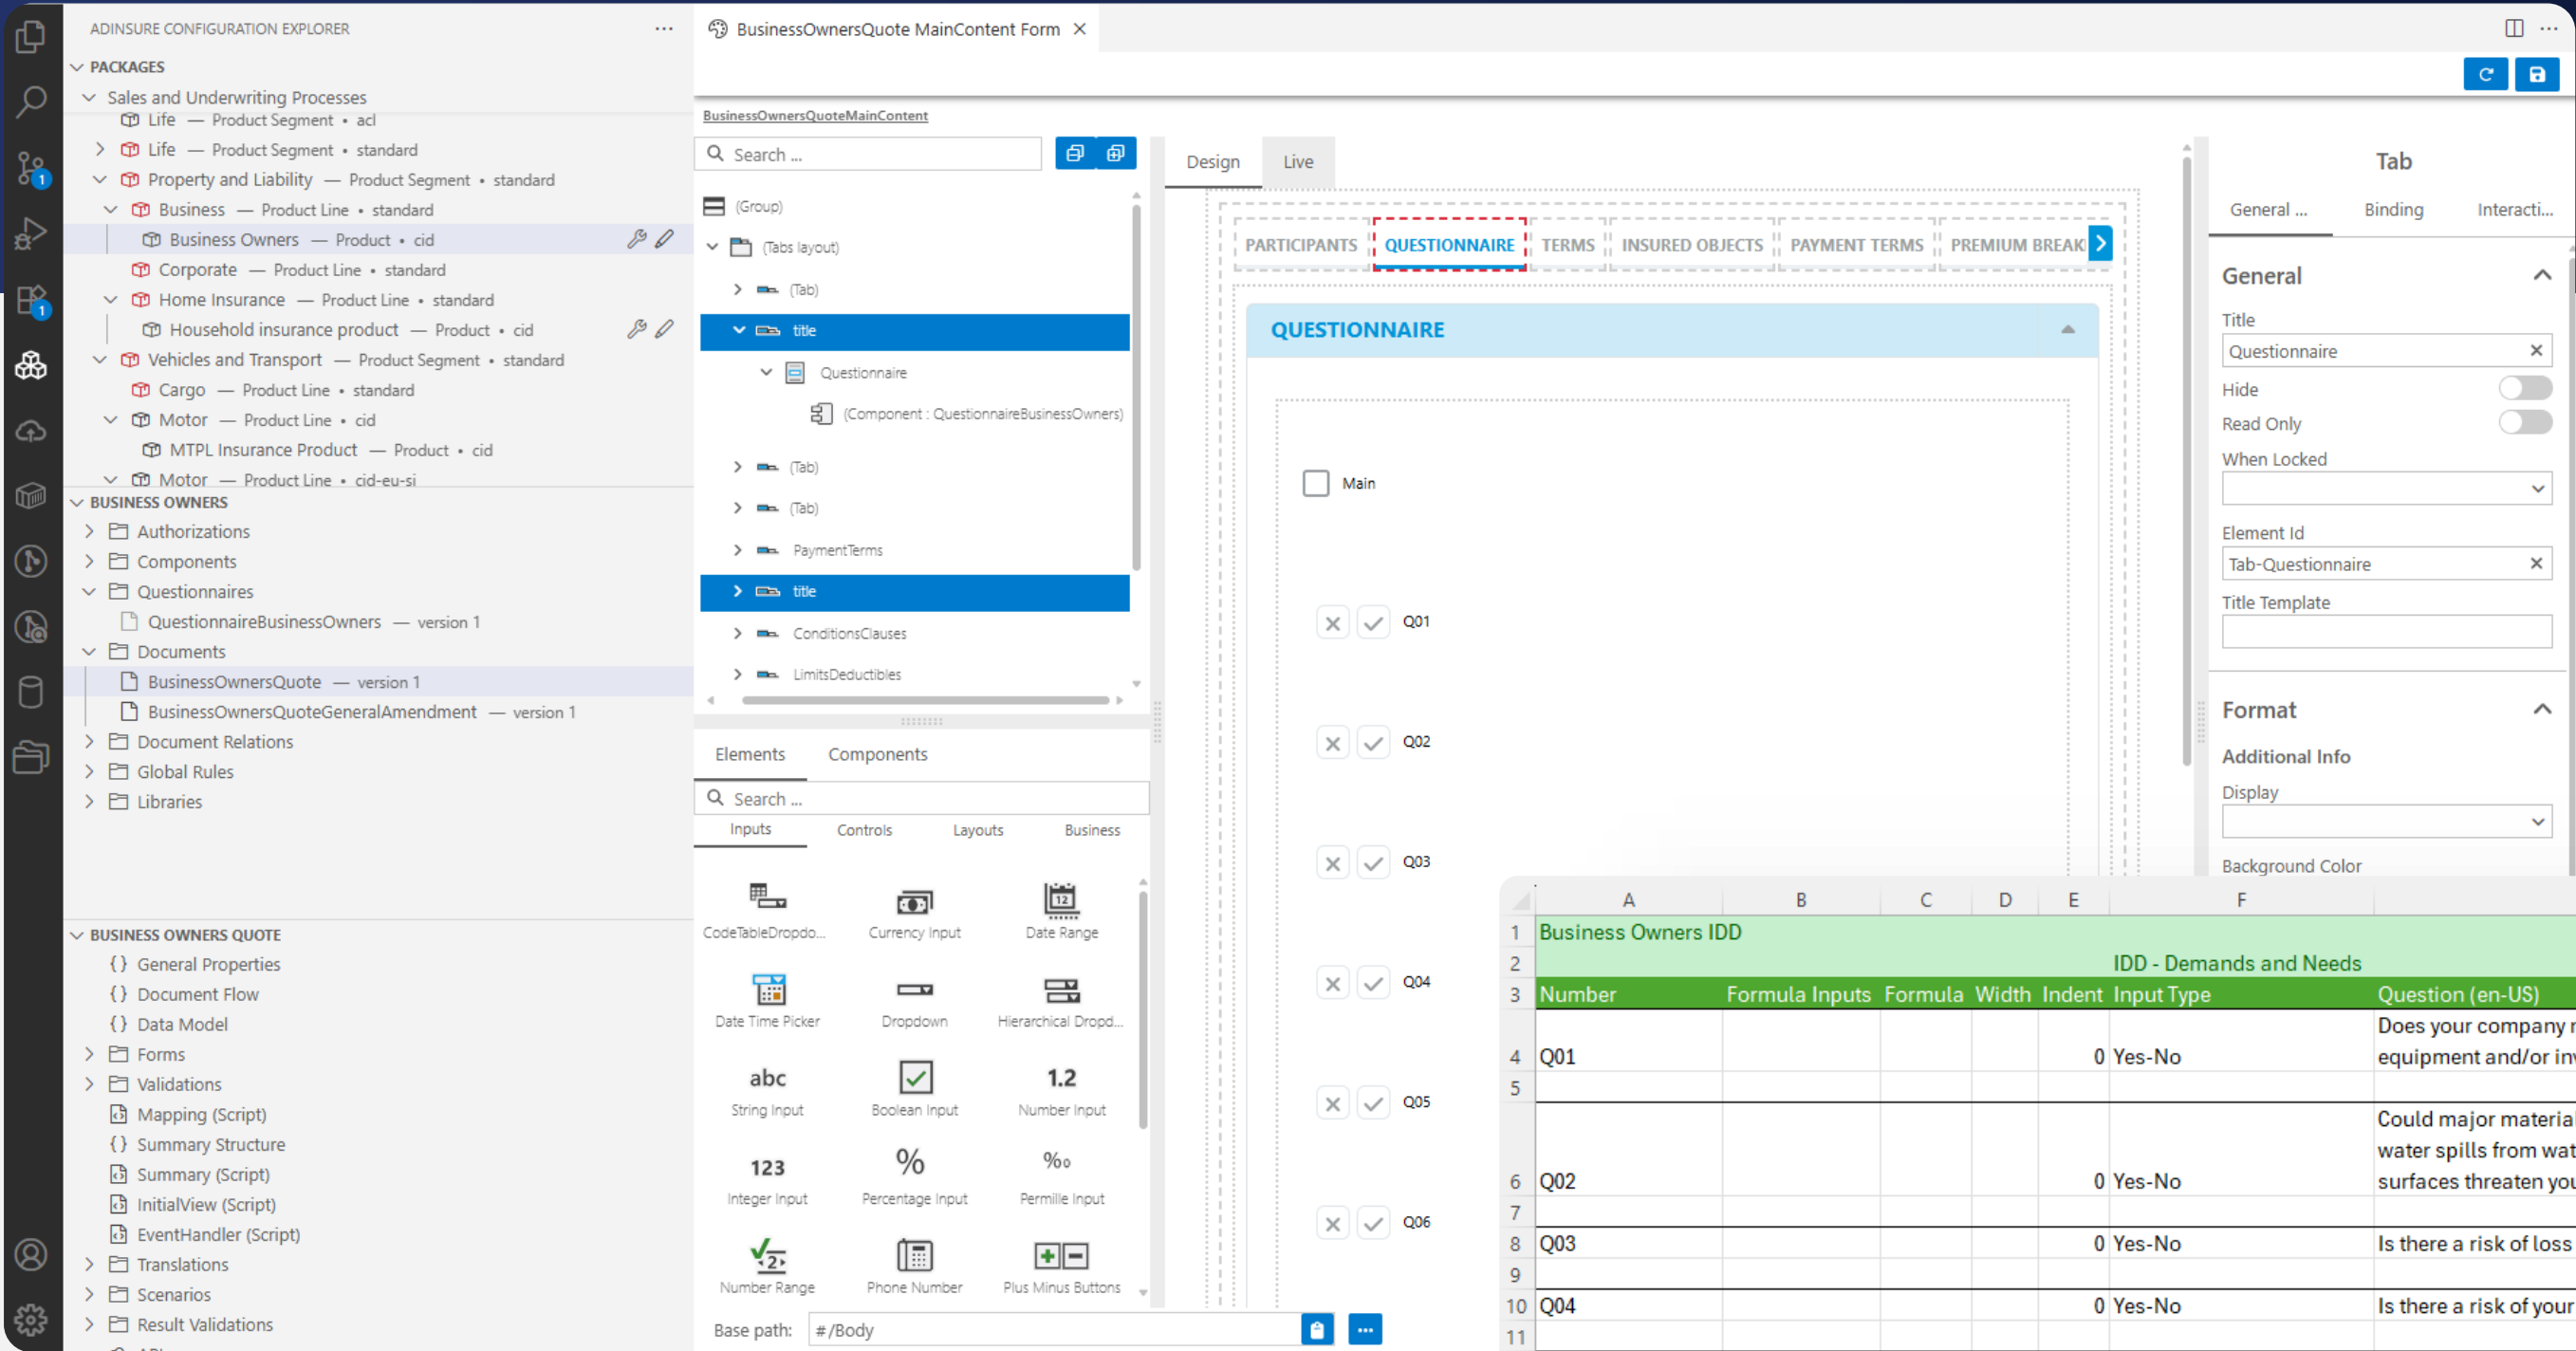 ADINSURE CONFIGURATION EXPLORER
PACKAGES
Sales and Underwriting Processes
Life — Product Segment • acl
Life — Product Segment • standard
Property and Liability — Product Segment • standard
Business — Product Line • standard
Business Owners — Product • cid
Corporate — Product Line • standard
Home Insurance — Product Line • standard
Household insurance product — Product • cid
Vehicles and Transport — Product Segment • standard
Cargo — Product Line • standard
Motor — Product Line • cid
MTPL Insurance Product — Product • cid
Motor — Product Line • cid-eu-si
BUSINESS OWNERS
Authorizations
Components
Questionnaires
QuestionnaireBusinessOwners — version 1
Documents
BusinessOwnersQuote — version 1
BusinessOwnersQuoteGeneralAmendment — version 1
Document Relations
Global Rules
Libraries
BUSINESS OWNERS QUOTE
{} General Properties
{} Document Flow
{} Data Model
Forms
Validations
Mapping (Script)
{} Summary Structure
Summary (Script)
InitialView (Script)
EventHandler (Script)
Translations
Scenarios
Result Validations
1
1
BusinessOwnersQuote MainContent Form
BusinessOwnersQuoteMainContent
Search ...
(Group)
(Tabs layout)
(Tab)
title
Questionnaire
(Component : QuestionnaireBusinessOwners)
(Tab)
(Tab)
PaymentTerms
title
ConditionsClauses
LimitsDeductibles
Elements Components
Search ...
Inputs Controls Layouts Business
CodeTableDropdo... Currency Input Date Range
Date Time Picker Dropdown Hierarchical Dropd...
abc 1.2
String Input Boolean Input Number Input
123 % ‰
Integer Input Percentage Input Permille Input
Number Range Phone Number Plus Minus Buttons
Base path: #/Body
Design Live
PARTICIPANTS QUESTIONNAIRE TERMS INSURED OBJECTS PAYMENT TERMS PREMIUM BREAK
QUESTIONNAIRE
Main
Q01
Q02
Q03
Q04
Q05
Q06
Tab
General ... Binding Interacti...
General
Title
Questionnaire
Hide
Read Only
When Locked
Element Id
Tab-Questionnaire
Title Template
Format
Additional Info
Display
Background Color
A B C D E F
1 Business Owners IDD
2 IDD - Demands and Needs
3 Number Formula Inputs Formula Width Indent Input Type Question (en-US)
Does your company
4 Q01 0 Yes-No equipment and/or
5
Could major
water spills from
6 Q02 0 Yes-No surfaces threaten
7
8 Q03 0 Yes-No Is there a risk of loss
9
10 Q04 0 Yes-No Is there a risk of your
11